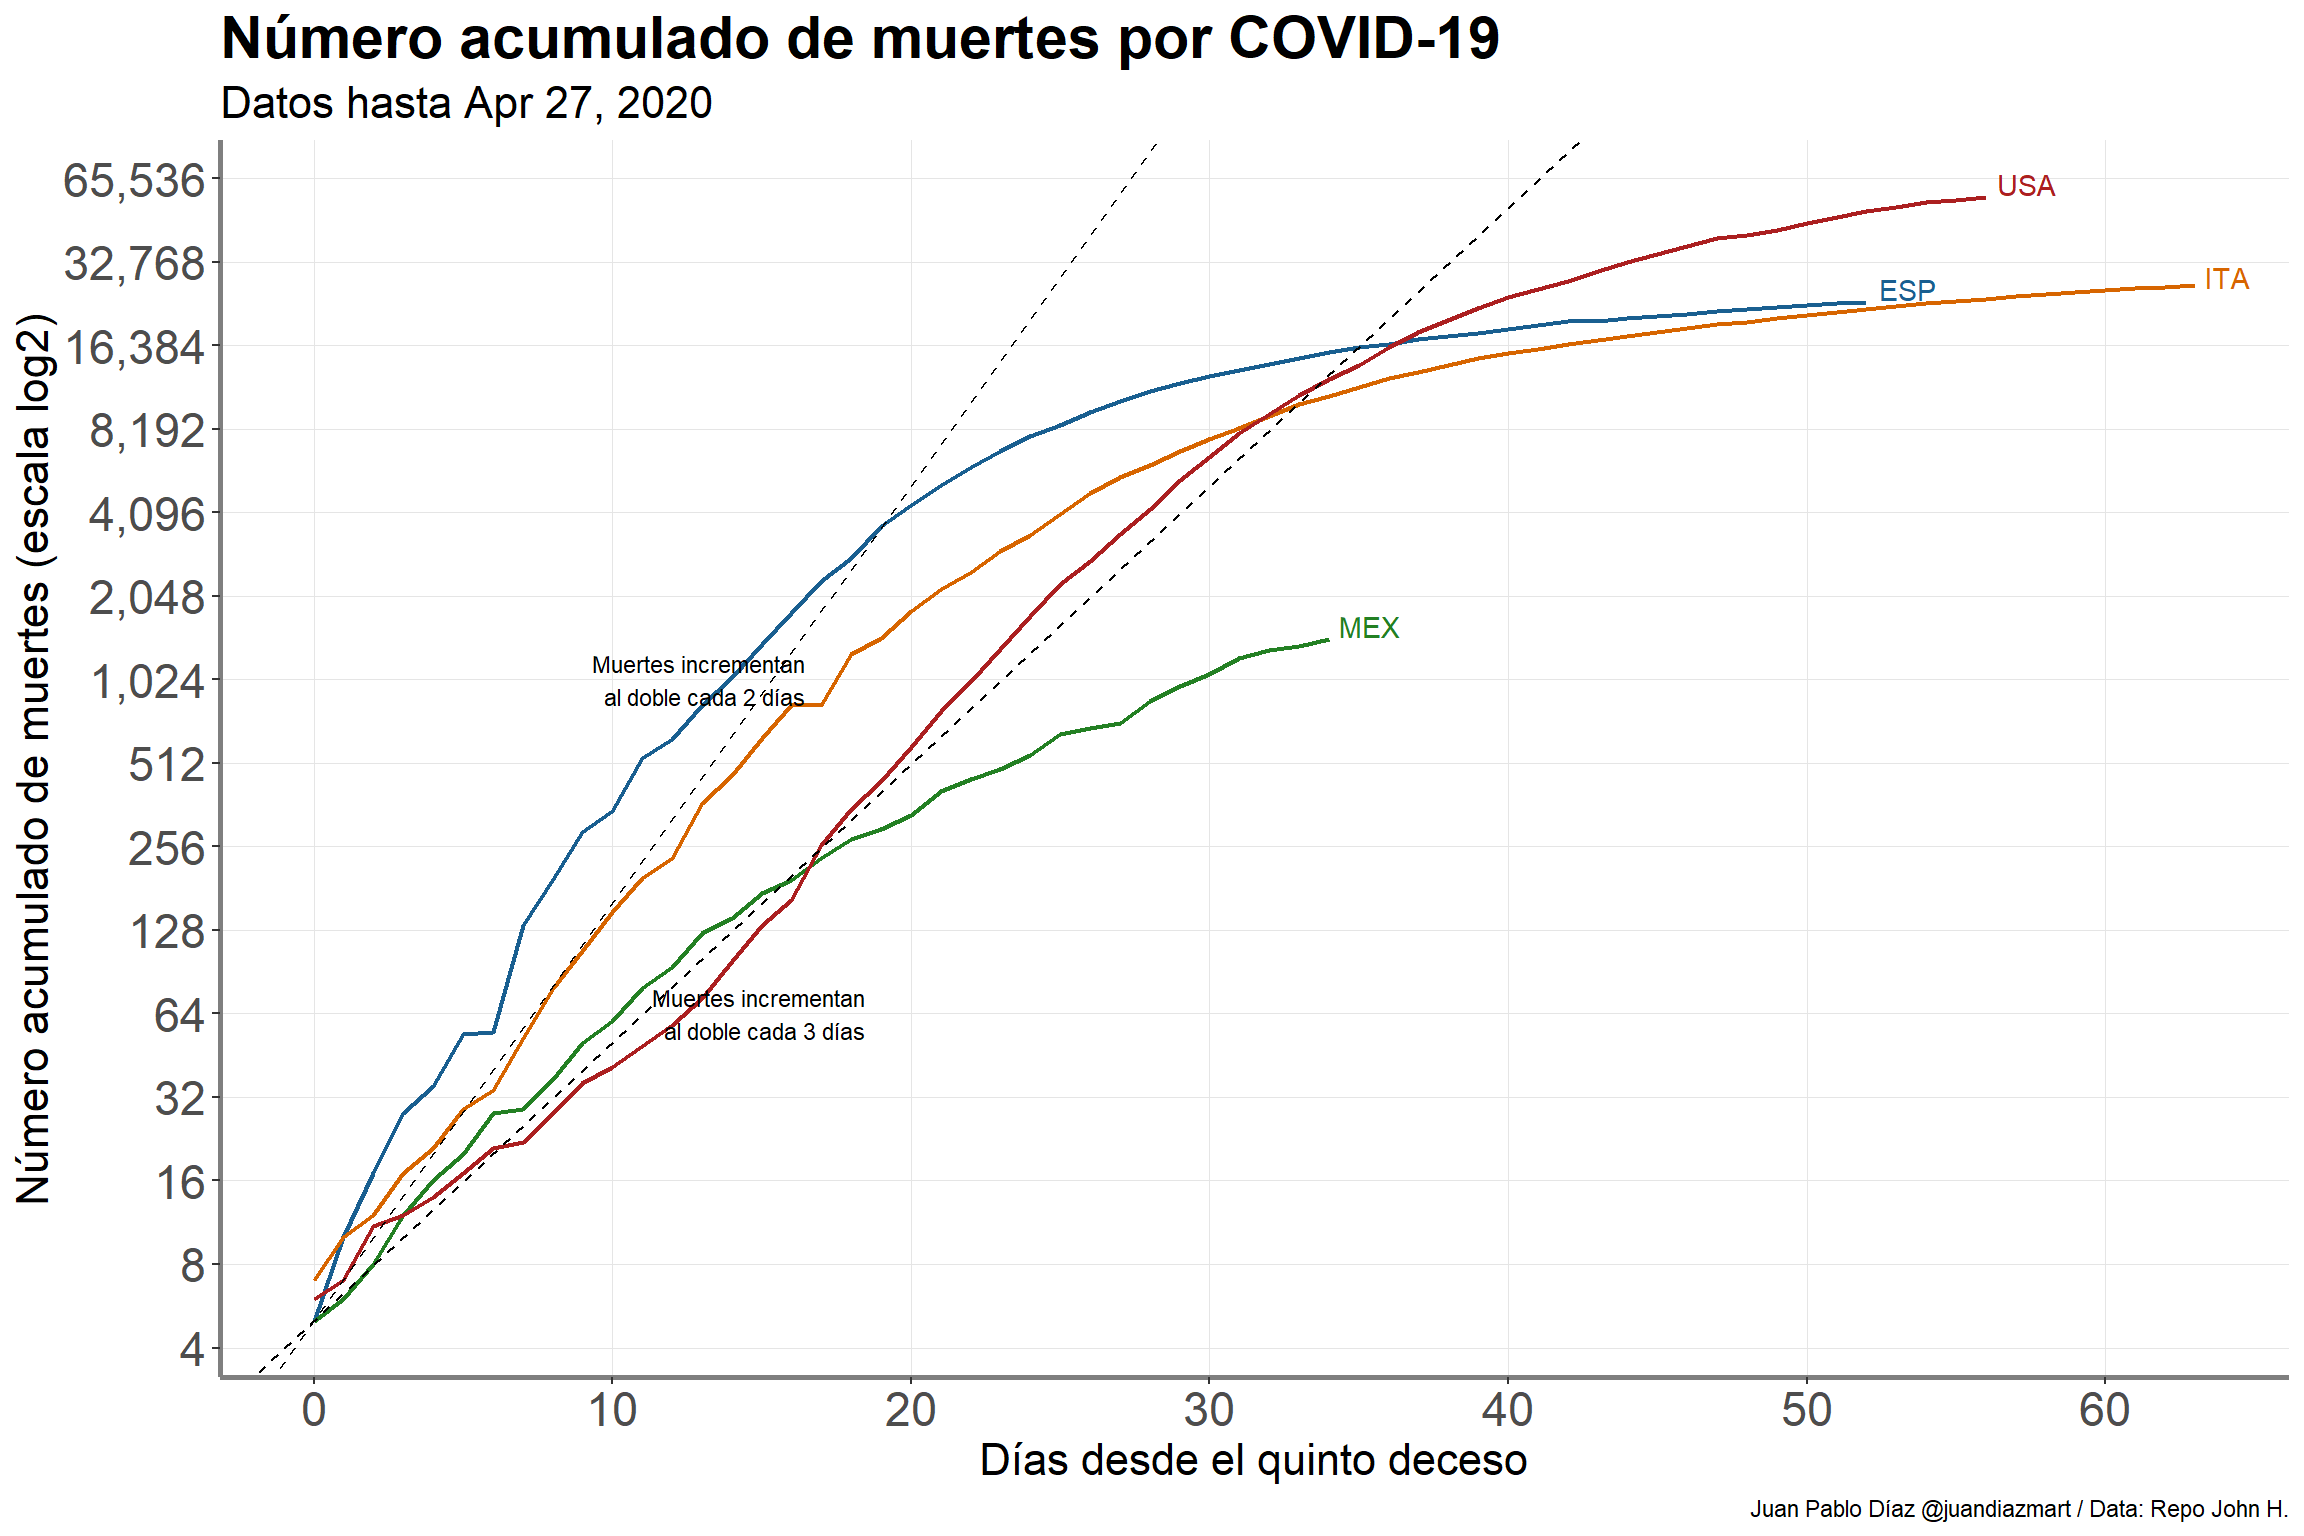 Número acumulado de muertes por COVID-19
Datos hasta Apr 27, 2020
Número acumulado de muertes (escala log2)
65,536
32,768
16,384
8,192
4,096
2,048
1,024
512
256
128
64
32
16
8
4
USA
ITA
ESP
MEX
Muertes incrementan
al doble cada 2 días
Muertes incrementan
al doble cada 3 días
0 10 20 30 40 50 60
Días desde el quinto deceso
Juan Pablo Díaz @juandiazmart / Data: Repo John H.